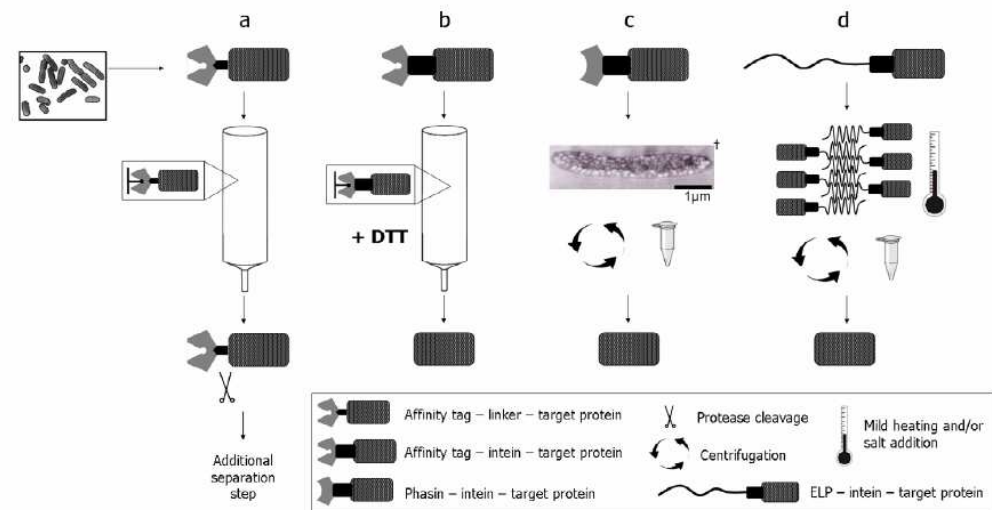 a
b
c
d
†
1µm
+ DTT
Additional
separation
step
Affinity tag – linker – target protein
Affinity tag – intein – target protein
Phasin – intein – target protein
Protease cleavage
Centrifugation
Mild heating and/or
salt addition
ELP – intein – target protein